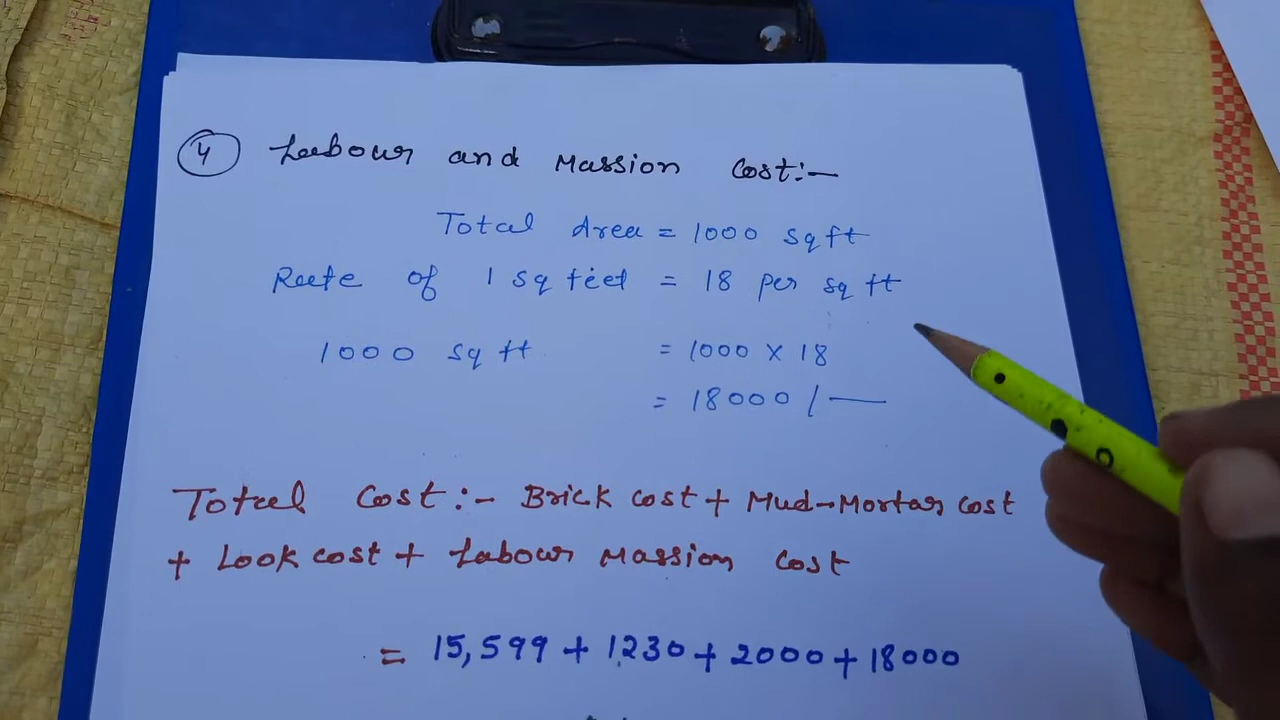 4 Labour and Massion Cost:-
Total Area = 1000 sqft
Rate of 1 sq feet = 18 per sq ft
1000 sq ft = 1000 × 18
= 18000/-
Total Cost:- Brick cost + Mud-Mortar cost
+ Look cost + Labour Massion Cost
= 15,599 + 1230 + 2000 + 18000